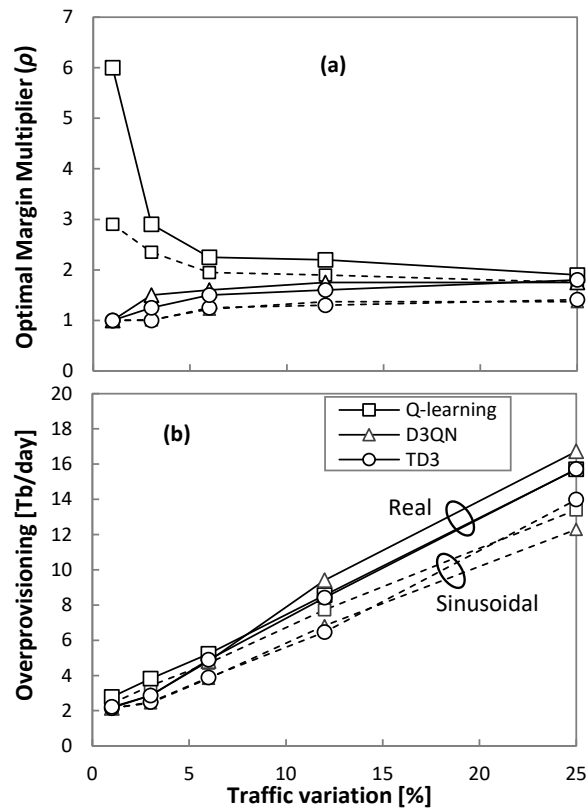 7
6
5
4
3
2
1
0
Optimal Margin Multiplier (ρ)
(a)
20
18
16
14
12
10
8
6
4
2
0
Overprovisioning [Tb/day]
(b)
Q-learning
D3QN
TD3
Real
Sinusoidal
0 5 10 15 20 25
Traffic variation [%]